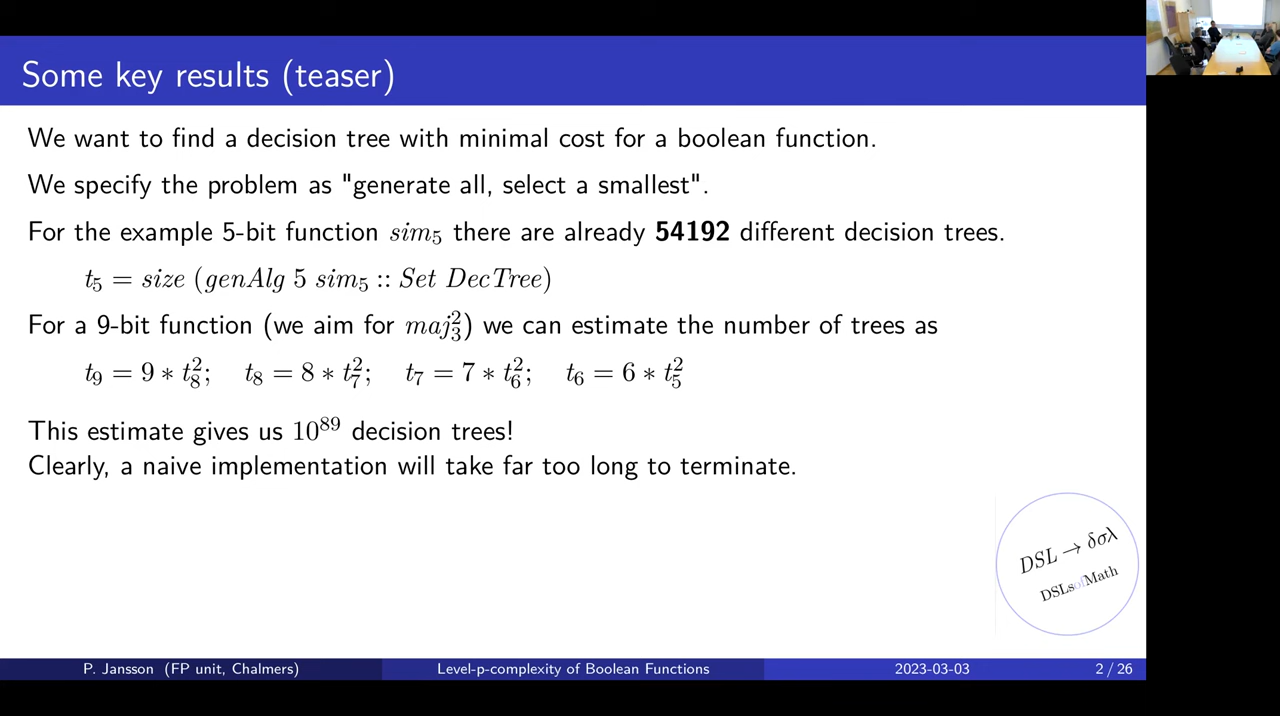 Some key results (teaser)
We want to find a decision tree with minimal cost for a boolean function.
We specify the problem as "generate all, select a smallest".
For the example 5-bit function sim₅ there are already 54192 different decision trees.
t₅ = size (genAlg 5 sim₅ :: Set DecTree)
For a 9-bit function (we aim for maj₃²) we can estimate the number of trees as
t₉ = 9 * t₈²; t₈ = 8 * t₇²; t₇ = 7 * t₆²; t₆ = 6 * t₅²
This estimate gives us 10⁸⁹ decision trees!
Clearly, a naive implementation will take far too long to terminate.
DSL → δσλ
DSLsofMath
P. Jansson (FP unit, Chalmers) Level-p-complexity of Boolean Functions 2023-03-03 2 / 26